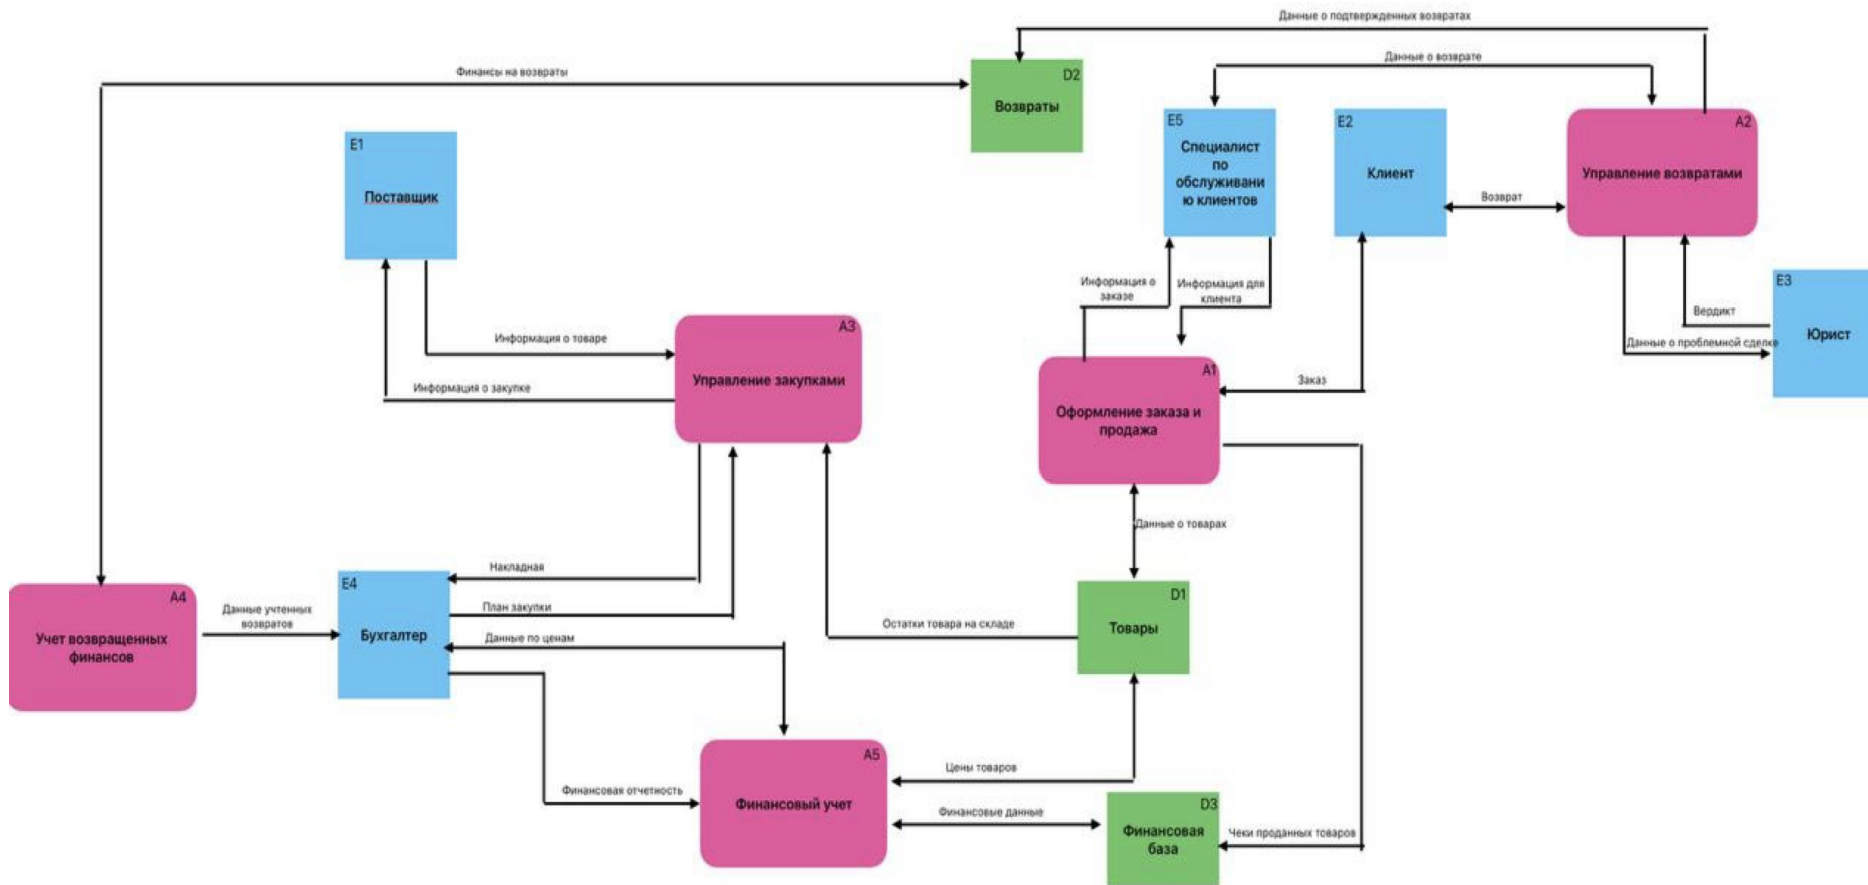 Данные о подтвержденных возвратах
Данные о возврате
Финансы на возвраты
D2
Возвраты
E1
Поставщик
E5
Специалист
по
обслуживани
ю клиентов
E2
Клиент
A2
Управление возвратами
Возврат
E3
Юрист
Вердикт
Данные о проблемной сделке
Информация о
заказе
Информация для
клиента
Информация о товаре
Информация о закупке
A3
Управление закупками
A1
Оформление заказа и
продажа
Заказ
Данные о товарах
A4
Учет возвращенных
финансов
Данные учтенных
возвратов
E4
Бухгалтер
Накладная
План закупки
Данные по ценам
Остатки товара на складе
D1
Товары
Финансовая отчетность
A5
Финансовый учет
Цены товаров
Финансовые данные
D3
Финансовая
база
Чеки проданных товаров